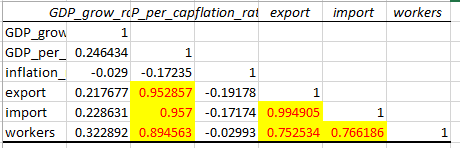 GDP_grow_ra P_per_cap flation_rat export import workers
GDP_grow 1
GDP_per_ 0.246434 1
inflation_ -0.029 -0.17235 1
export 0.217677 0.952857 -0.19178 1
import 0.228631 0.957 -0.17174 0.994905 1
workers 0.322892 0.894563 -0.02993 0.752534 0.766186 1